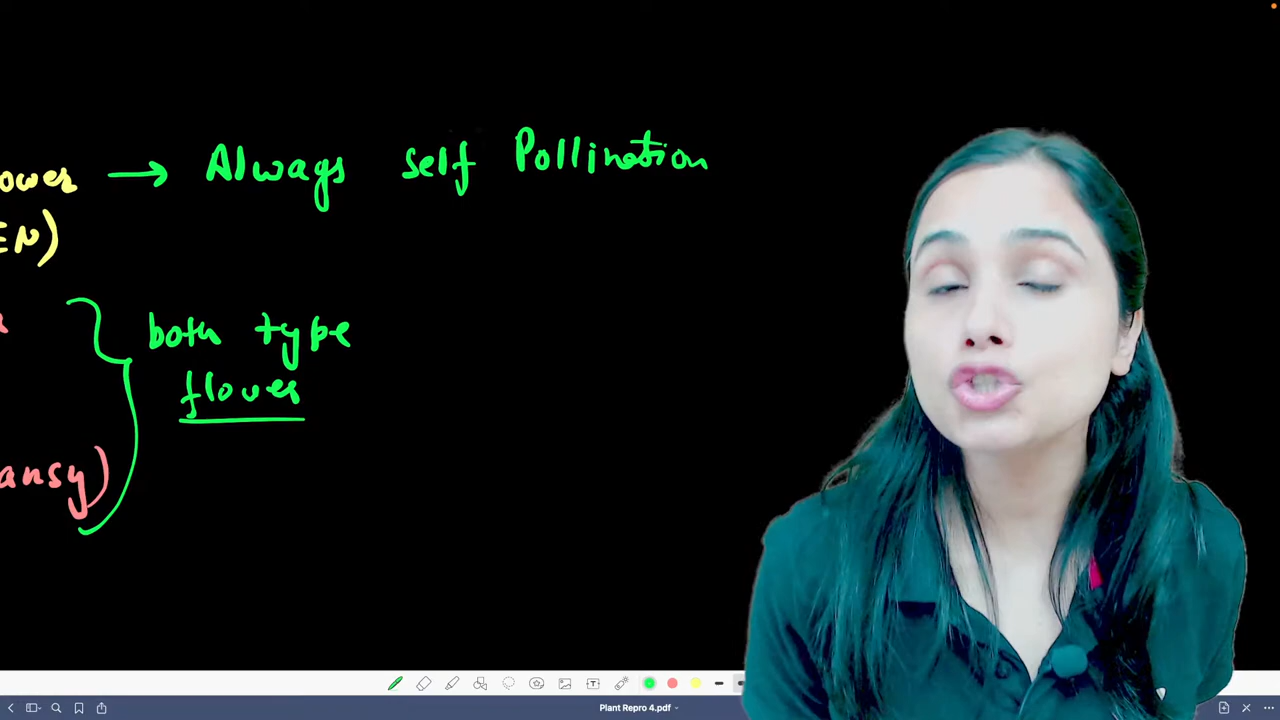 ower → Always self Pollination
EN)
both type
flower
ansy)
Plant Repro 4.pdf